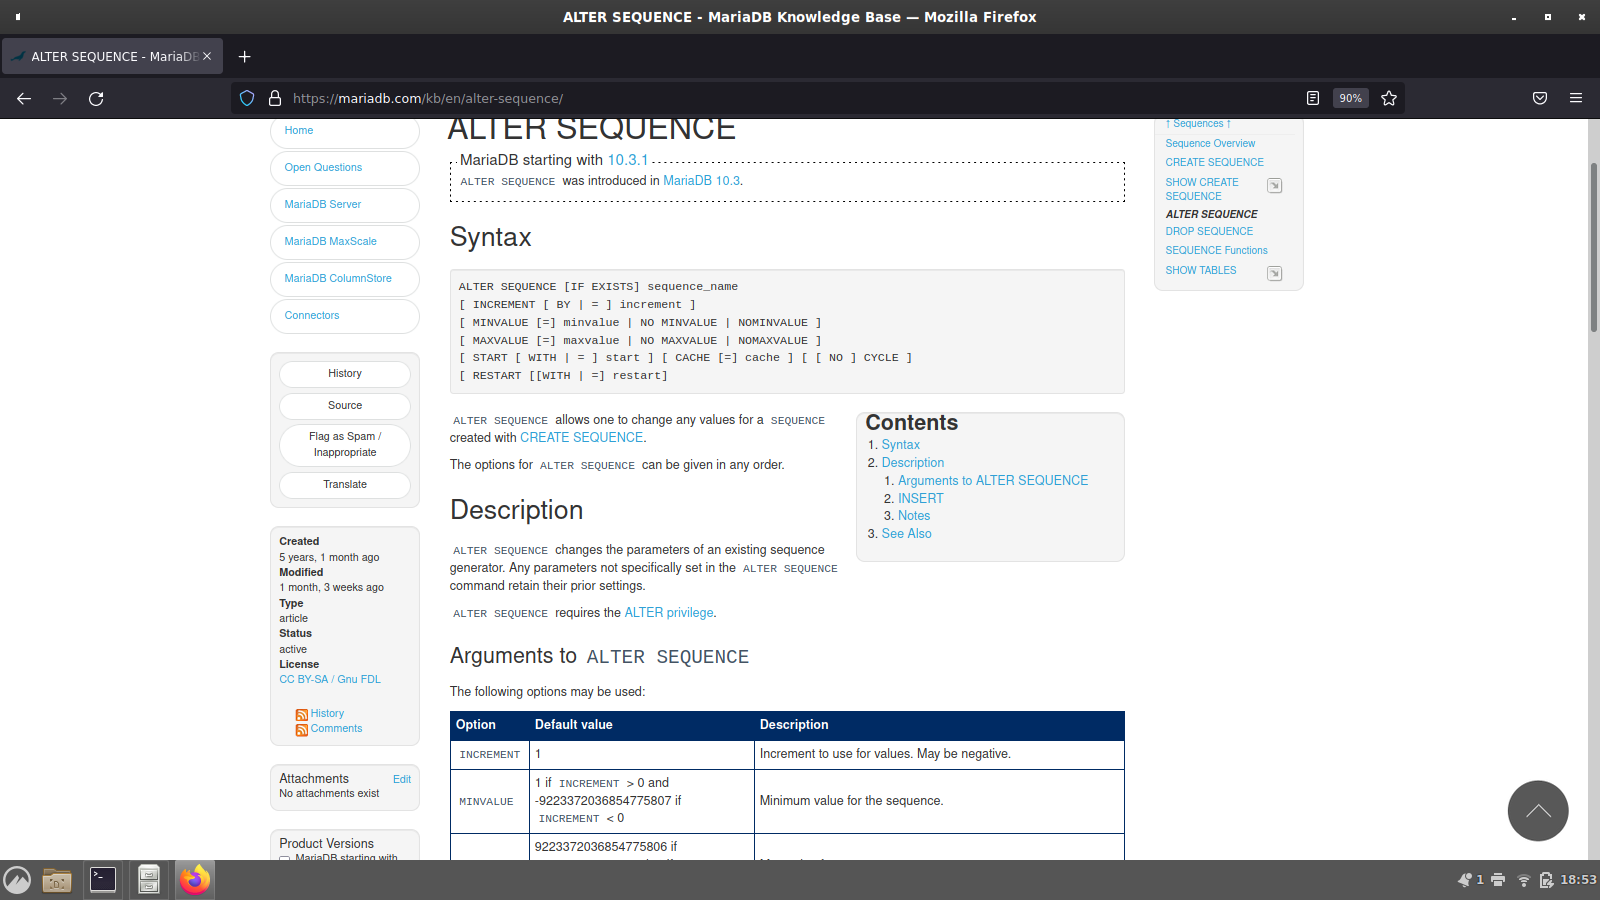 ALTER SEQUENCE - MariaDB Knowledge Base — Mozilla Firefox
ALTER SEQUENCE - MariaDB
https://mariadb.com/kb/en/alter-sequence/
90%
Home
Open Questions
MariaDB Server
MariaDB MaxScale
MariaDB ColumnStore
Connectors
History
Source
Flag as Spam /
Inappropriate
Translate
Created
5 years, 1 month ago
Modified
1 month, 3 weeks ago
Type
article
Status
active
License
CC BY-SA / Gnu FDL
History
Comments
Attachments Edit
No attachments exist
Product Versions
MariaDB starting with
ALTER SEQUENCE
MariaDB starting with 10.3.1
ALTER SEQUENCE was introduced in MariaDB 10.3.
Syntax
ALTER SEQUENCE [IF EXISTS] sequence_name
[ INCREMENT [ BY | = ] increment ]
[ MINVALUE [=] minvalue | NO MINVALUE | NOMINVALUE ]
[ MAXVALUE [=] maxvalue | NO MAXVALUE | NOMAXVALUE ]
[ START [ WITH | = ] start ] [ CACHE [=] cache ] [ [ NO ] CYCLE ]
[ RESTART [[WITH | =] restart]
ALTER SEQUENCE allows one to change any values for a SEQUENCE
created with CREATE SEQUENCE.
The options for ALTER SEQUENCE can be given in any order.
Contents
1. Syntax
2. Description
1. Arguments to ALTER SEQUENCE
2. INSERT
3. Notes
3. See Also
Description
ALTER SEQUENCE changes the parameters of an existing sequence
generator. Any parameters not specifically set in the ALTER SEQUENCE
command retain their prior settings.
ALTER SEQUENCE requires the ALTER privilege.
Arguments to ALTER SEQUENCE
The following options may be used:
Option Default value Description
INCREMENT 1 Increment to use for values. May be negative.
MINVALUE 1 if INCREMENT > 0 and
-9223372036854775807 if
INCREMENT < 0 Minimum value for the sequence.
9223372036854775806 if
↑ Sequences ↑
Sequence Overview
CREATE SEQUENCE
SHOW CREATE
SEQUENCE
ALTER SEQUENCE
DROP SEQUENCE
SEQUENCE Functions
SHOW TABLES
1
18:53